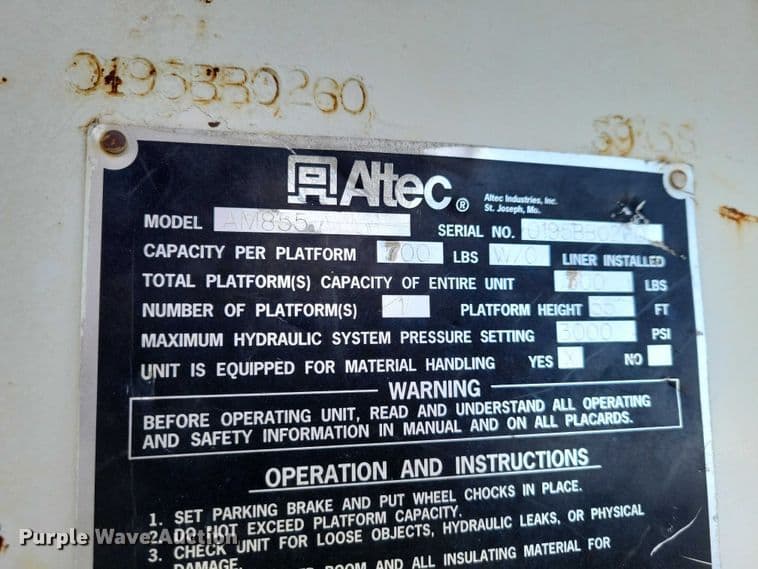 0195BB0260
Altec®
Altec Industries, Inc.
St. Joseph, Mo.
MODEL AM855 SERIAL NO.
CAPACITY PER PLATFORM 700 LBS W/O LINER INSTALLED
TOTAL PLATFORM(S) CAPACITY OF ENTIRE UNIT LBS
NUMBER OF PLATFORM(S) 1 PLATFORM HEIGHT FT
MAXIMUM HYDRAULIC SYSTEM PRESSURE SETTING 3000 PSI
UNIT IS EQUIPPED FOR MATERIAL HANDLING YES X NO
WARNING
BEFORE OPERATING UNIT, READ AND UNDERSTAND ALL OPERATING
AND SAFETY INFORMATION IN MANUAL AND ON ALL PLACARDS.
OPERATION AND INSTRUCTIONS
1. SET PARKING BRAKE AND PUT WHEEL CHOCKS IN PLACE.
2. DO NOT EXCEED PLATFORM CAPACITY.
3. CHECK UNIT FOR LOOSE OBJECTS, HYDRAULIC LEAKS, OR PHYSICAL
DAMAGE.
BOOM AND ALL INSULATING MATERIAL FOR
Purple Wave Auction